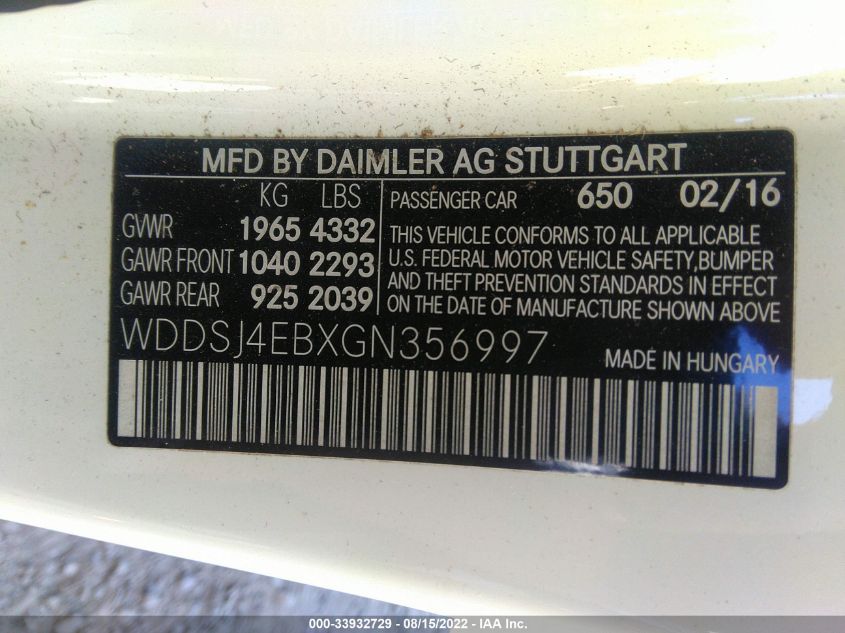 MFD BY DAIMLER AG STUTTGART
KG LBS
GVWR 1965 4332
GAWR FRONT 1040 2293
GAWR REAR 925 2039
PASSENGER CAR 650 02/16
THIS VEHICLE CONFORMS TO ALL APPLICABLE
U.S. FEDERAL MOTOR VEHICLE SAFETY,BUMPER
AND THEFT PREVENTION STANDARDS IN EFFECT
ON THE DATE OF MANUFACTURE SHOWN ABOVE
WDDSJ4EBXGN356997
MADE IN HUNGARY
000-33932729 - 08/15/2022 - IAA Inc.